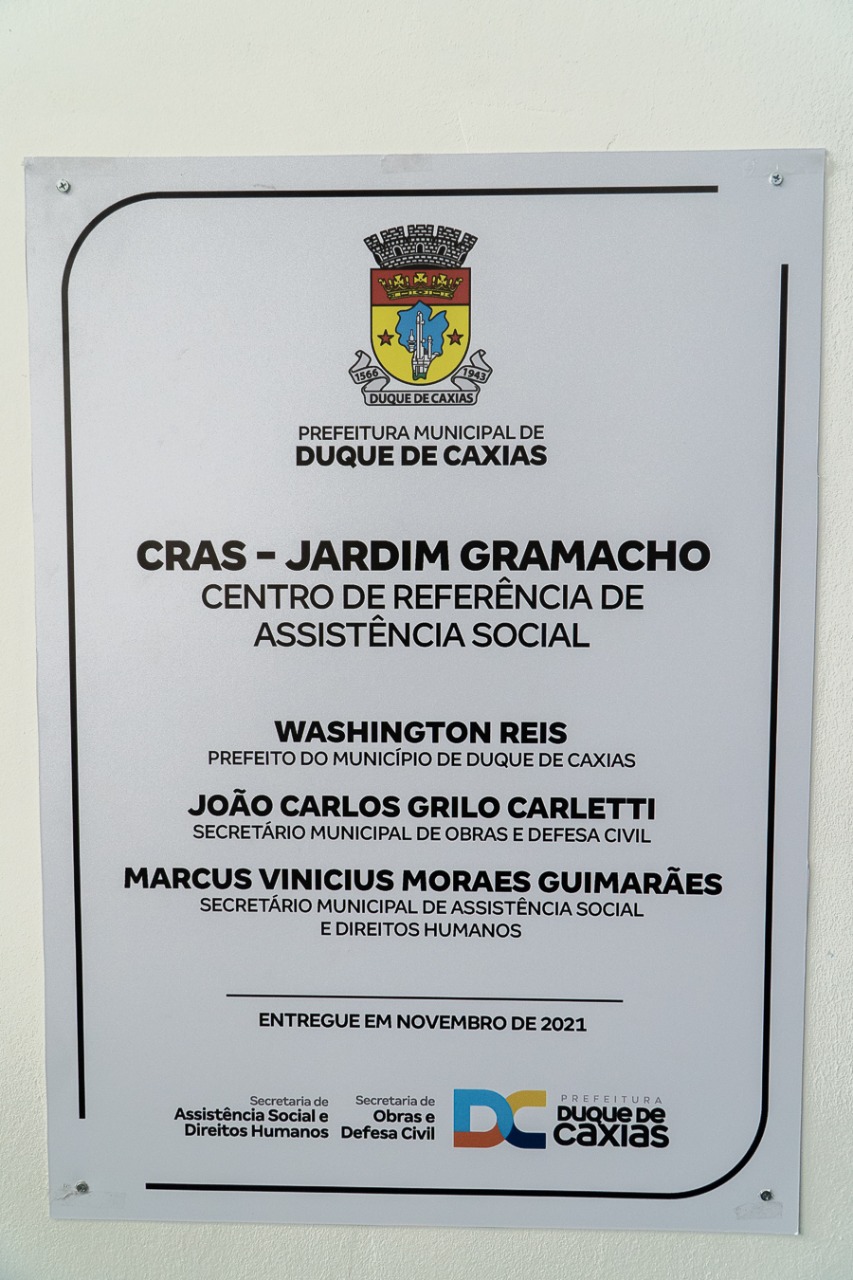 1566 1943
DUQUE DE CAXIAS
PREFEITURA MUNICIPAL DE
DUQUE DE CAXIAS
CRAS - JARDIM GRAMACHO
CENTRO DE REFERÊNCIA DE
ASSISTÊNCIA SOCIAL
WASHINGTON REIS
PREFEITO DO MUNICÍPIO DE DUQUE DE CAXIAS
JOÃO CARLOS GRILO CARLETTI
SECRETÁRIO MUNICIPAL DE OBRAS E DEFESA CIVIL
MARCUS VINICIUS MORAES GUIMARÃES
SECRETÁRIO MUNICIPAL DE ASSISTÊNCIA SOCIAL
E DIREITOS HUMANOS
ENTREGUE EM NOVEMBRO DE 2021
Secretaria de
Assistência Social e
Direitos Humanos
Secretaria de
Obras e
Defesa Civil
DC
PREFEITURA
DUQUE DE
CAXIAS